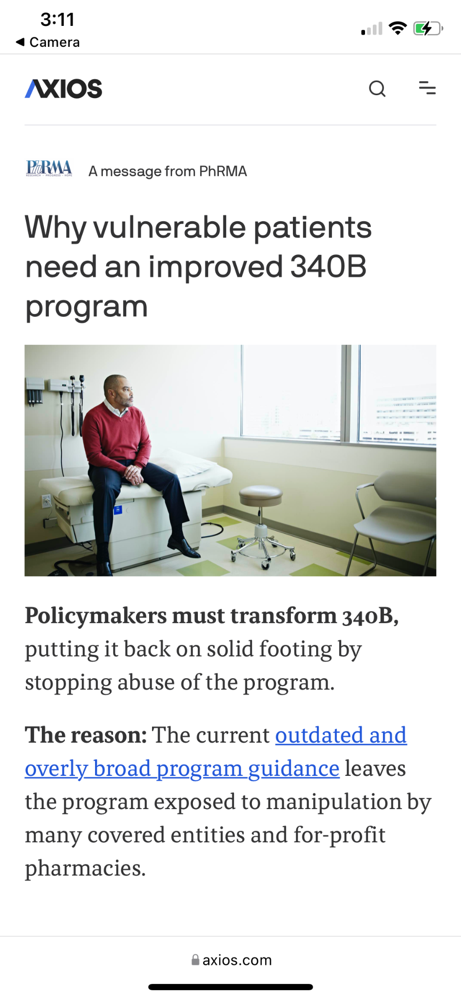 3:11
◀ Camera
AXIOS
PhRMA
RESEARCH • PROGRESS • HOPE
A message from PhRMA
Why vulnerable patients
need an improved 340B
program
Policymakers must transform 340B,
putting it back on solid footing by
stopping abuse of the program.
The reason: The current outdated and
overly broad program guidance leaves
the program exposed to manipulation by
many covered entities and for-profit
pharmacies.
axios.com